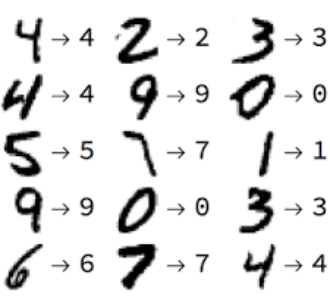 4 → 4 2 → 2 3 → 3
4 → 4 9 → 9 0 → 0
5 → 5 7 → 7 1 → 1
9 → 9 0 → 0 3 → 3
6 → 6 7 → 7 4 → 4